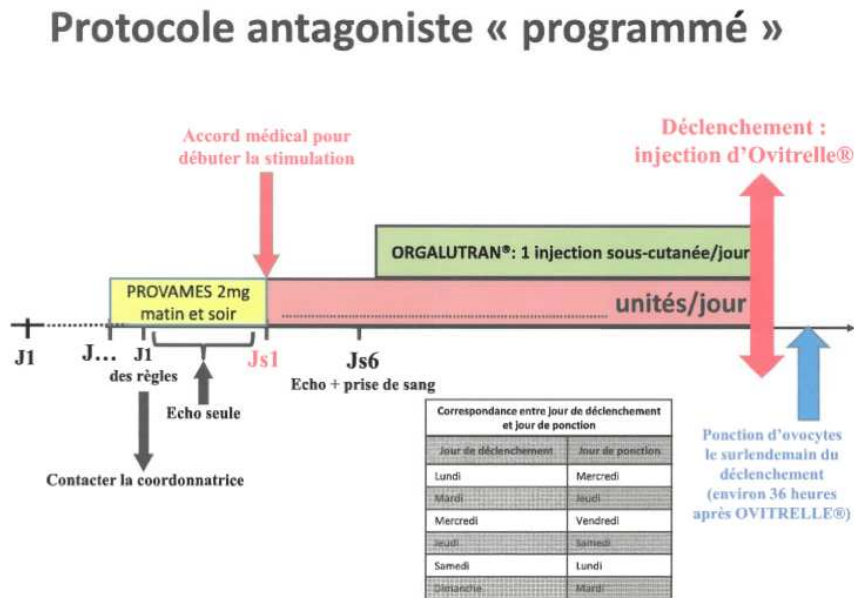 Protocole antagoniste « programmé »
Accord médical pour
débuter la stimulation
Déclenchement :
injection d’Ovitrelle®
ORGALUTRAN®: 1 injection sous-cutanée/jour
PROVAMES 2mg
matin et soir
........................................................................ unités/jour
J1
J...
J1
des règles
Js1
Js6
Echo + prise de sang
Echo seule
Contacter la coordonnatrice
Correspondance entre jour de déclenchement
et jour de ponction
Jour de déclenchement Jour de ponction
Lundi Mercredi
Mardi Jeudi
Mercredi Vendredi
Jeudi Samedi
Samedi Lundi
Dimanche Mardi
Ponction d’ovocytes
le surlendemain du
déclenchement
(environ 36 heures
après OVITRELLE®)